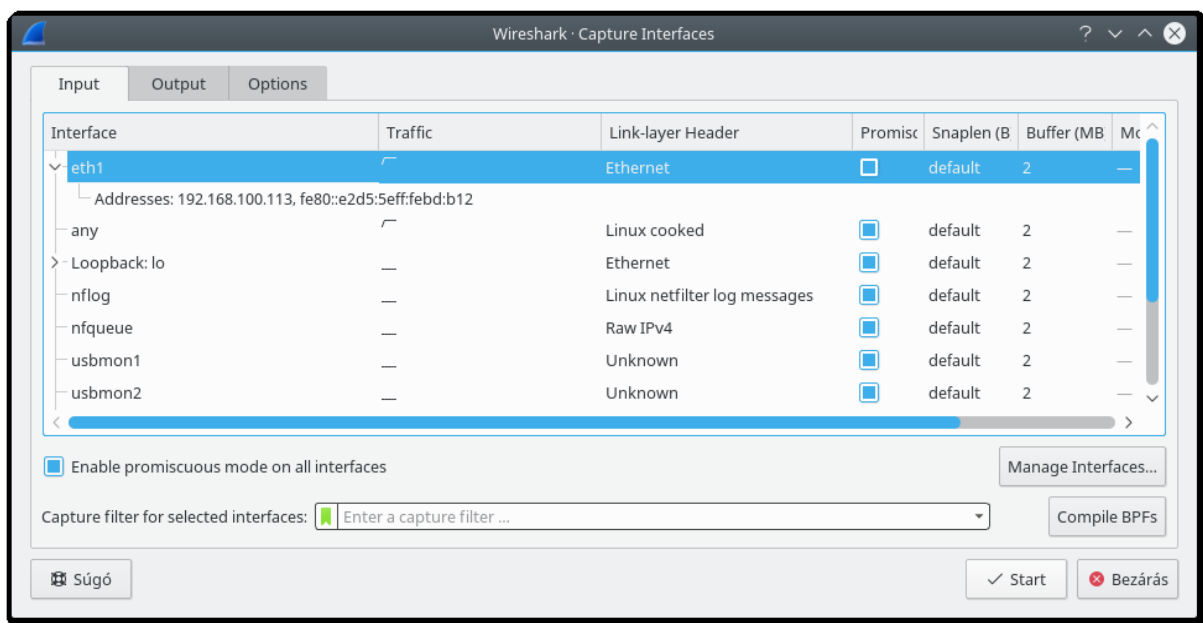 Wireshark · Capture Interfaces
Input Output Options
Interface Traffic Link-layer Header Promisc Snaplen (B Buffer (MB Mo
eth1 Ethernet default 2 —
Addresses: 192.168.100.113, fe80::e2d5:5eff:febd:b12
any Linux cooked default 2 —
Loopback: lo Ethernet default 2 —
nflog Linux netfilter log messages default 2 —
nfqueue Raw IPv4 default 2 —
usbmon1 Unknown default 2 —
usbmon2 Unknown default 2 —
Enable promiscuous mode on all interfaces Manage Interfaces...
Capture filter for selected interfaces: Enter a capture filter ... Compile BPFs
Súgó Start Bezárás